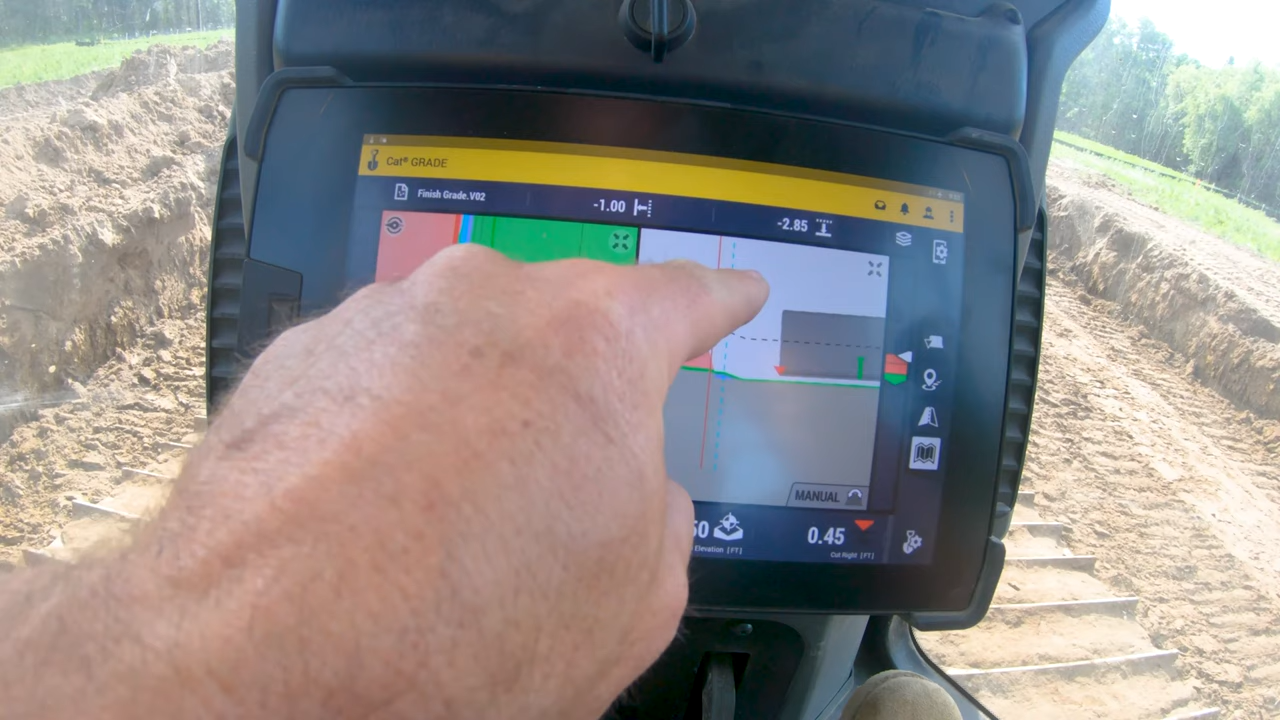 Cat® GRADE
Finish Grade.V02
-1.00
-2.85
MANUAL
50
0.45
Elevation [FT]
Cut Right [FT]